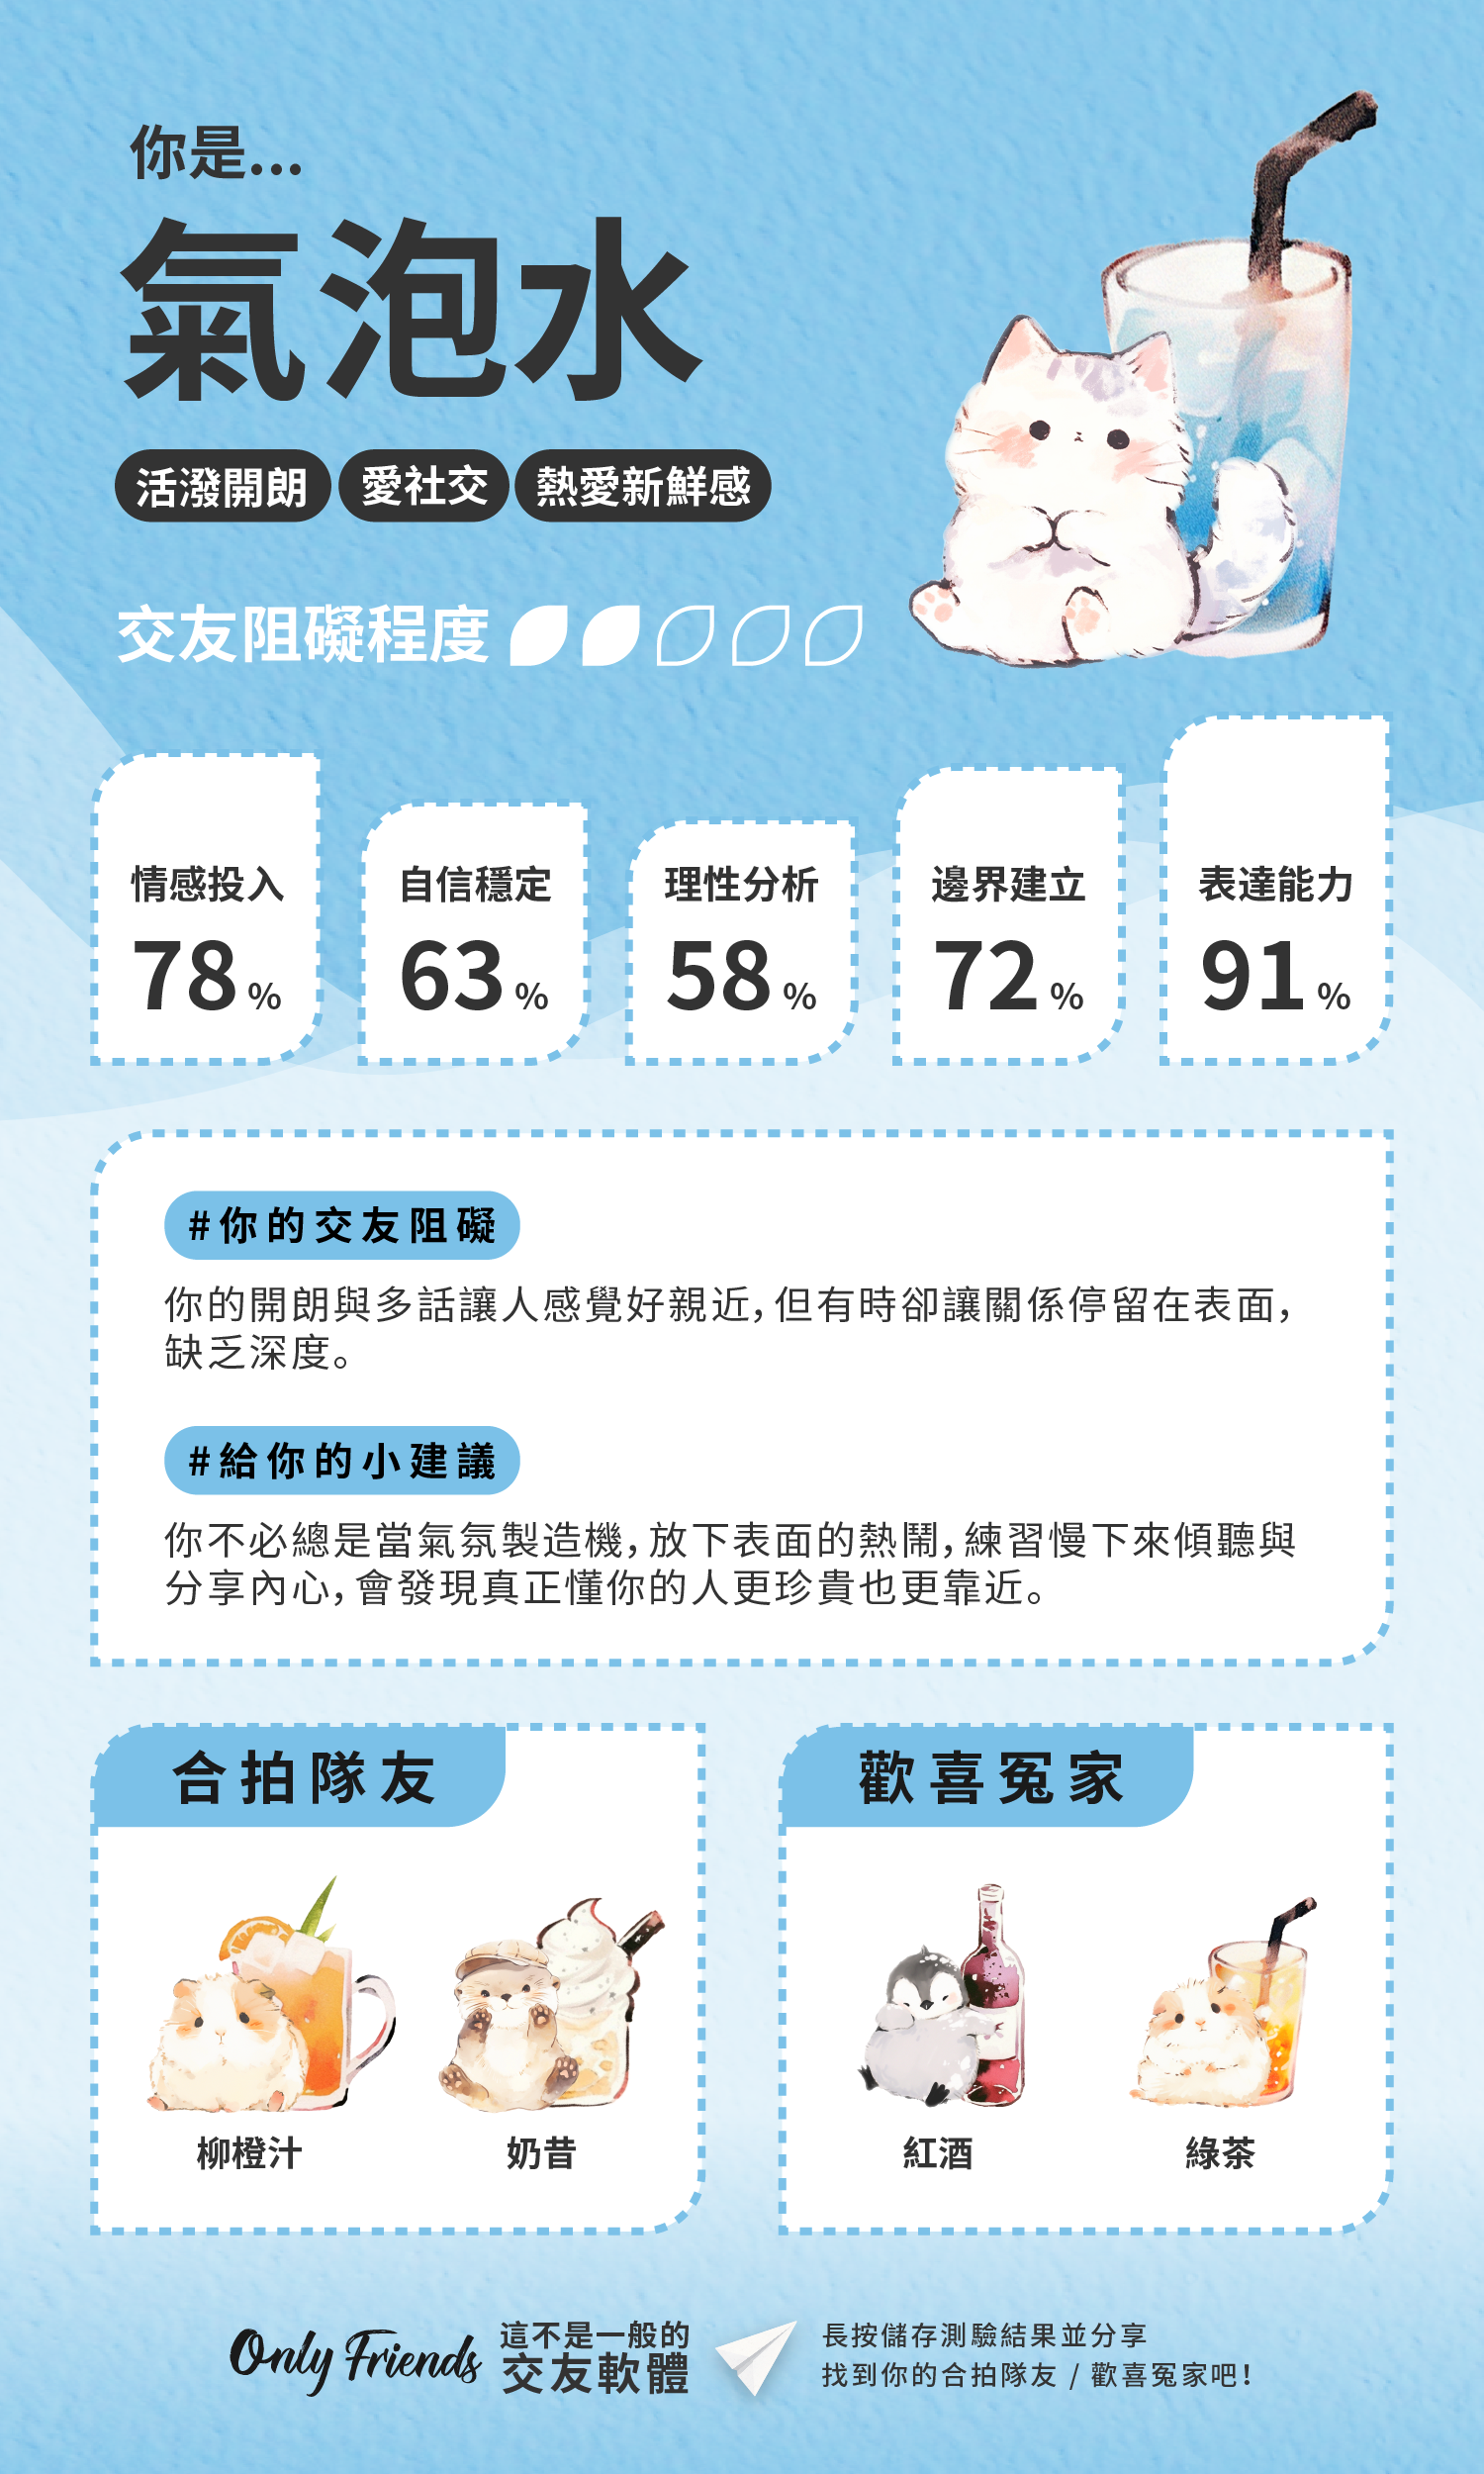 你是...
氣泡水
活潑開朗 愛社交 熱愛新鮮感
交友阻礙程度
情感投入 自信穩定 理性分析 邊界建立 表達能力
78% 63% 58% 72% 91%
#你的交友阻礙
你的開朗與多話讓人感覺好親近，但有時卻讓關係停留在表面，
缺乏深度。
#給你的小建議
你不必總是當氣氛製造機，放下表面的熱鬧，練習慢下來傾聽與
分享內心，會發現真正懂你的人更珍貴也更靠近。
合拍隊友 歡喜冤家
柳橙汁 奶昔 紅酒 綠茶
Only Friends
這不是一般的
交友軟體
長按儲存測驗結果並分享
找到你的合拍隊友 / 歡喜冤家吧！